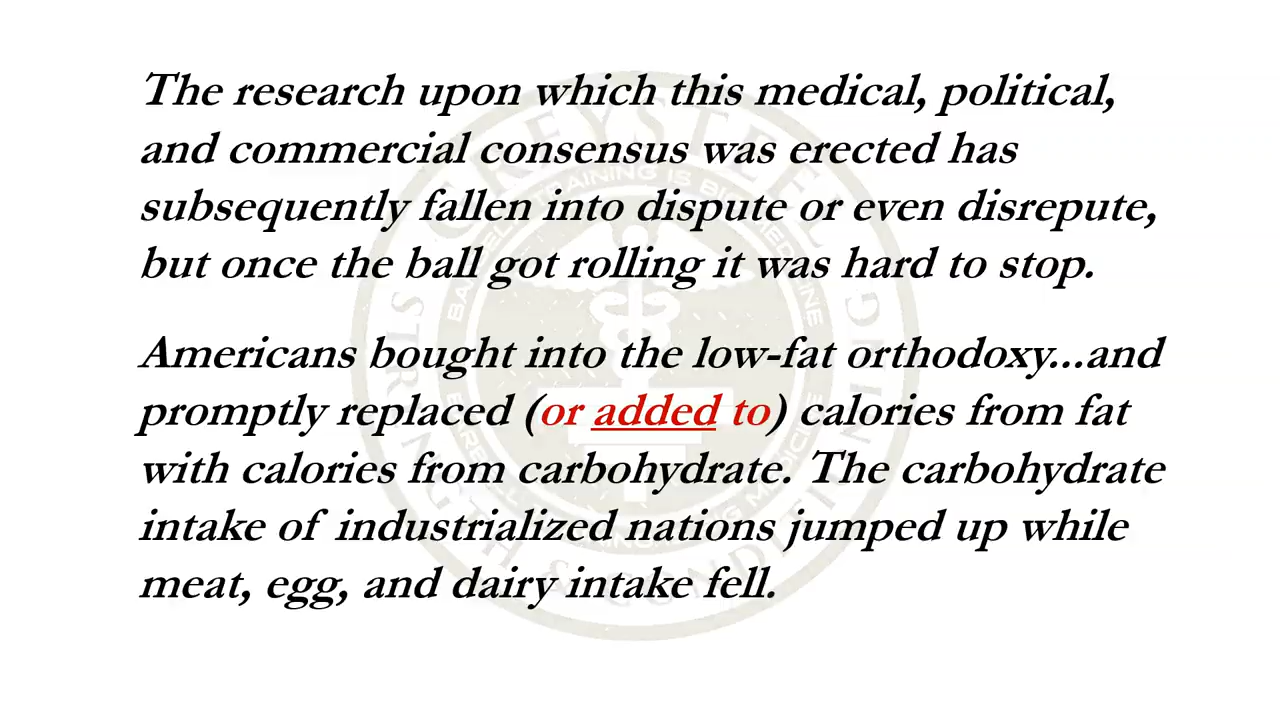 The research upon which this medical, political,
and commercial consensus was erected has
subsequently fallen into dispute or even disrepute,
but once the ball got rolling it was hard to stop.
Americans bought into the low-fat orthodoxy...and
promptly replaced (or added to) calories from fat
with calories from carbohydrate. The carbohydrate
intake of industrialized nations jumped up while
meat, egg, and dairy intake fell.
GREYSTEEL
STRENGTH & CONDITIONING